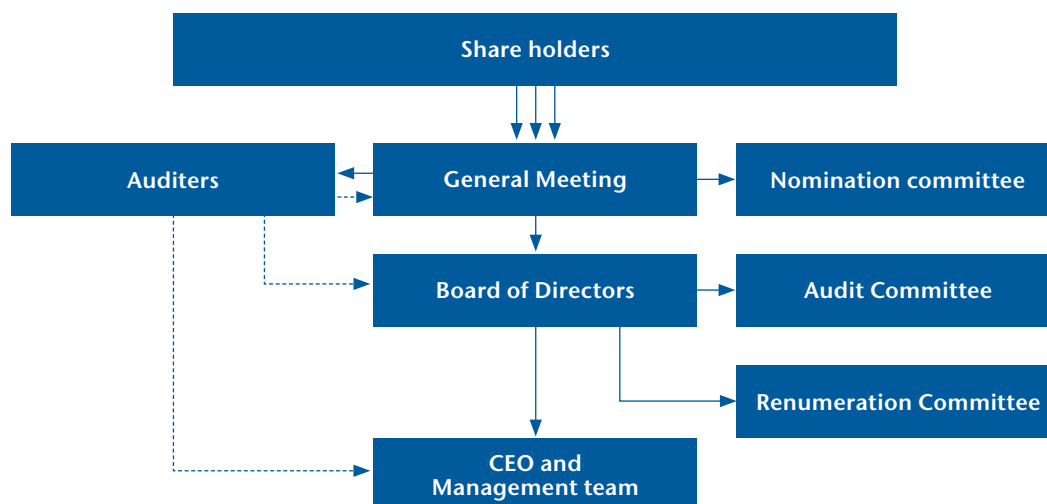 Share holders
Auditers
General Meeting
Nomination committee
Board of Directors
Audit Committee
Renumeration Committee
CEO and
Management team